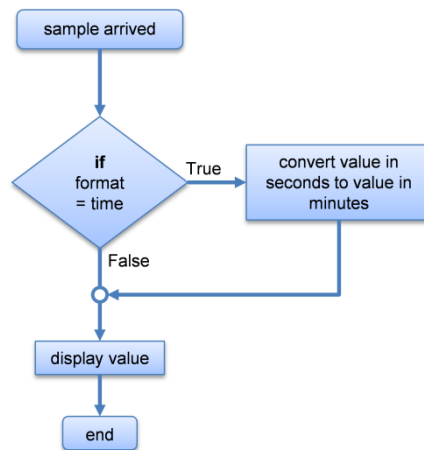 sample arrived
if
format
= time
True
convert value in
seconds to value in
minutes
False
display value
end